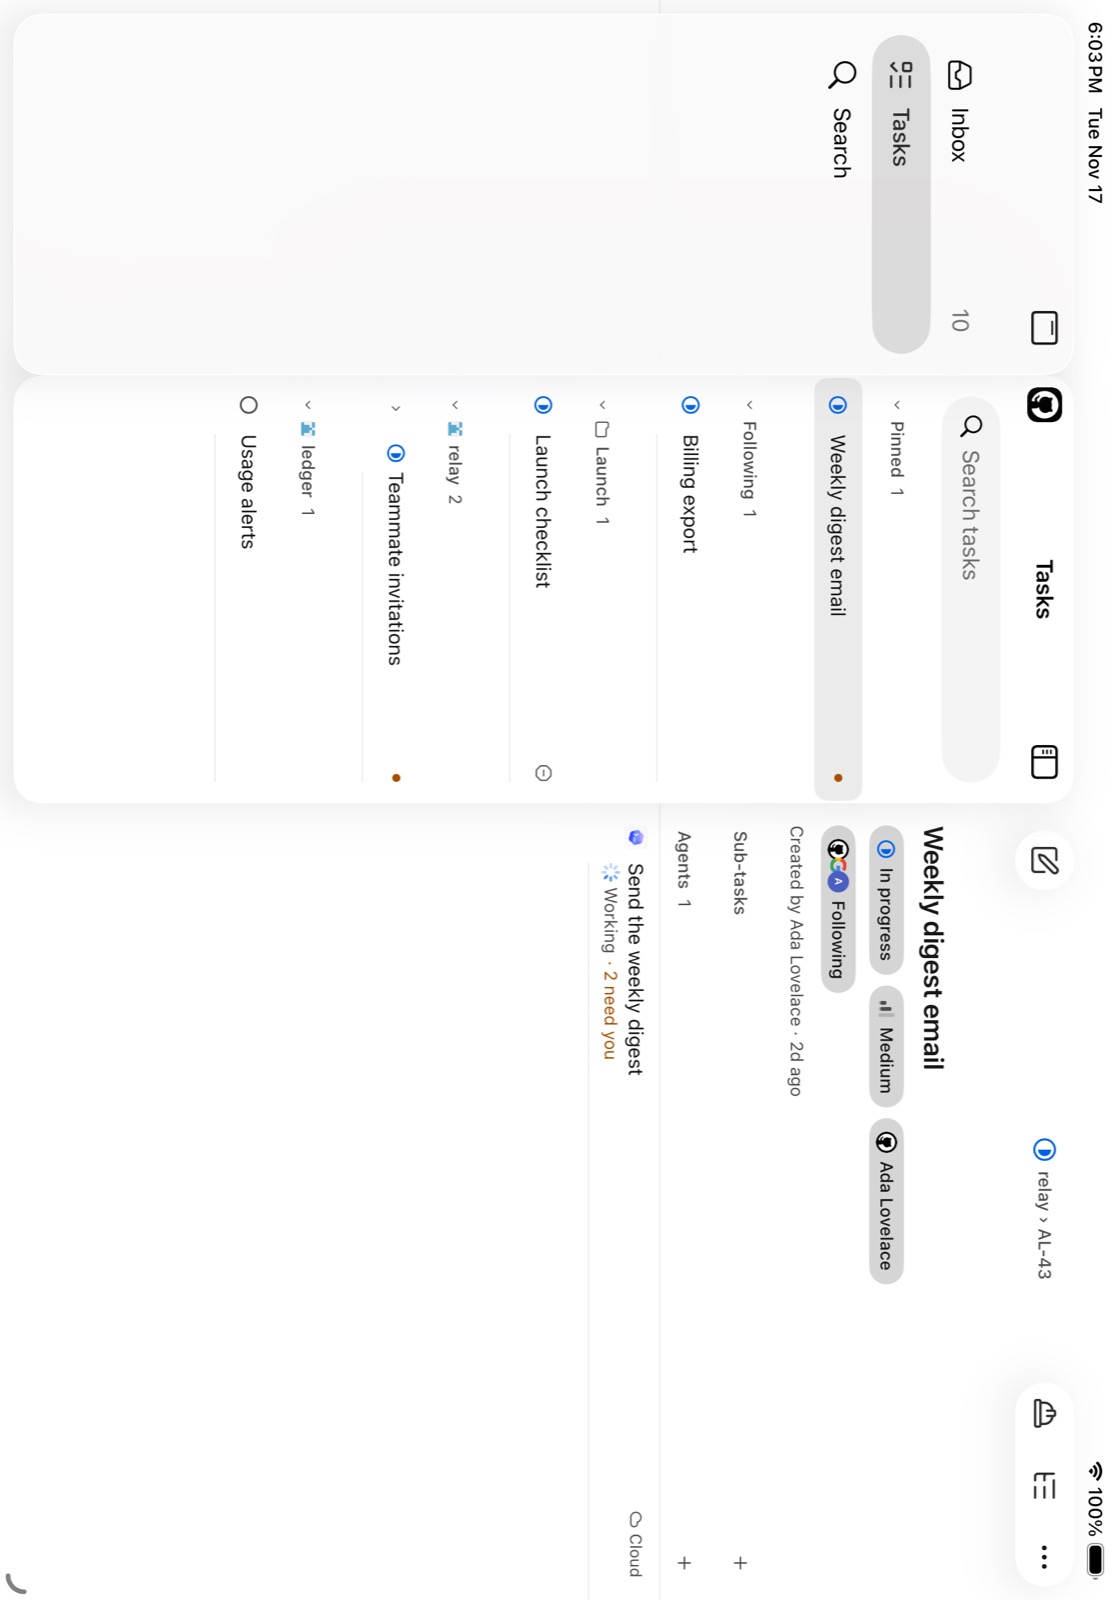 6:03 PM Tue Nov 17
100%
Inbox 10
Tasks
Search
Tasks
Search tasks
Pinned 1
Weekly digest email
Following 1
Billing export
Launch 1
Launch checklist
relay 2
Teammate invitations
ledger 1
Usage alerts
relay › AL-43
Weekly digest email
In progress
Medium
Ada Lovelace
G A Following
Created by Ada Lovelace · 2d ago
Sub-tasks
Agents 1
Send the weekly digest
Cloud
Working · 2 need you